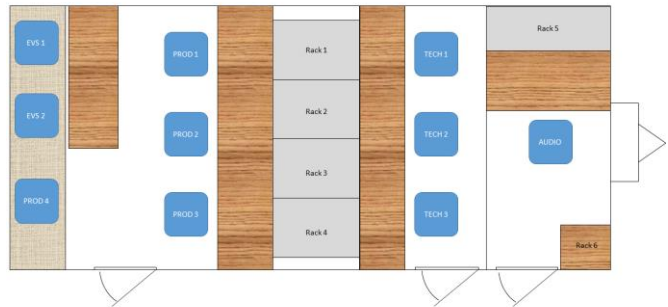 EVS 1
EVS 2
PROD 4
PROD 1
PROD 2
PROD 3
Rack 1
Rack 2
Rack 3
Rack 4
TECH 1
TECH 2
TECH 3
Rack 5
AUDIO
Rack 6